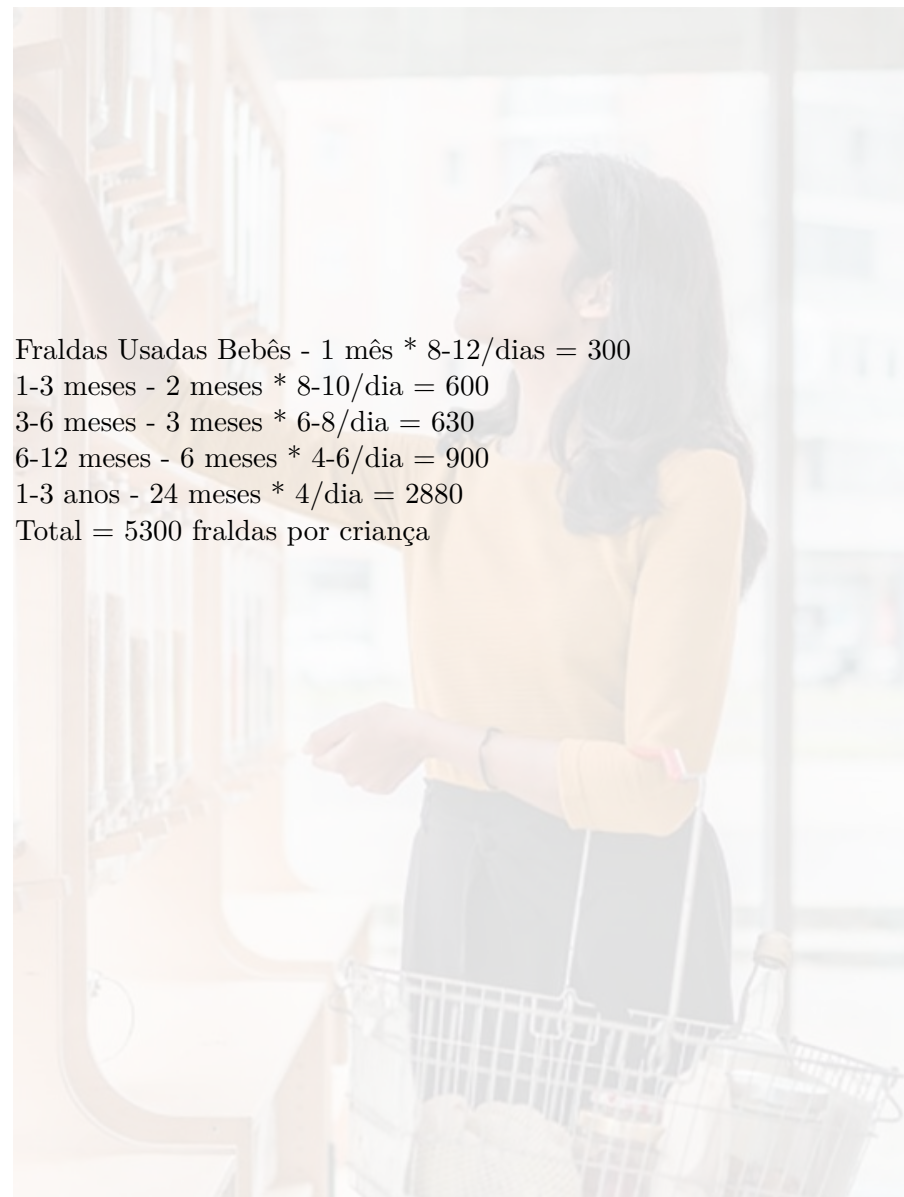 Fraldas Usadas Bebês - 1 mês * 8-12/dias = 300
1-3 meses - 2 meses * 8-10/dia = 600
3-6 meses - 3 meses * 6-8/dia = 630
6-12 meses - 6 meses * 4-6/dia = 900
1-3 anos - 24 meses * 4/dia = 2880
Total = 5300 fraldas por criança